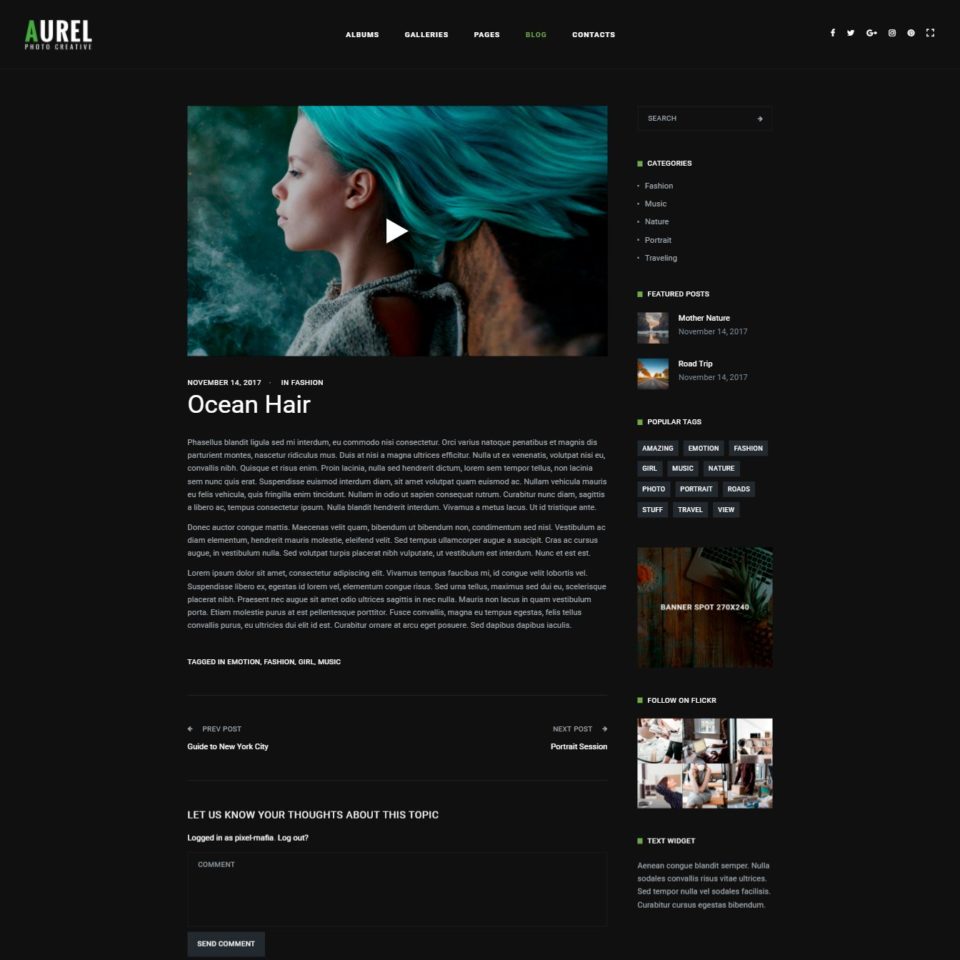 AUREL
PHOTO CREATIVE
ALBUMS GALLERIES PAGES BLOG CONTACTS
NOVEMBER 14, 2017 · IN FASHION
Ocean Hair
Phasellus blandit ligula sed mi interdum, eu commodo nisi consectetur. Orci varius natoque penatibus et magnis dis
parturient montes, nascetur ridiculus mus. Duis at nisi a magna ultrices efficitur. Nulla ut ex venenatis, volutpat nisi eu,
convallis nibh. Quisque et risus enim. Proin lacinia, nulla sed hendrerit dictum, lorem sem tempor tellus, non lacinia
sem nunc quis erat. Suspendisse euismod interdum diam, sit amet volutpat quam euismod ac. Nullam vehicula mauris
eu felis vehicula, quis fringilla enim tincidunt. Nullam in odio ut sapien consequat rutrum. Curabitur nunc diam, sagittis
a libero ac, tempus consectetur ipsum. Nulla blandit hendrerit interdum. Vivamus a metus lacus. Ut id tristique ante.
Donec auctor congue mattis. Maecenas velit quam, bibendum ut bibendum non, condimentum sed nisl. Vestibulum ac
diam elementum, hendrerit mauris molestie, eleifend velit. Sed tempus ullamcorper augue a suscipit. Cras ac cursus
augue, in vestibulum nulla. Sed volutpat turpis placerat nibh vulputate, ut vestibulum est interdum. Nunc et est est.
Lorem ipsum dolor sit amet, consectetur adipiscing elit. Vivamus tempus faucibus mi, id congue velit lobortis vel.
Suspendisse libero ex, egestas id lorem vel, elementum congue risus. Sed urna tellus, maximus sed dui eu, scelerisque
placerat nibh. Praesent nec augue sit amet odio ultrices sagittis in nec nulla. Mauris non lacus in quam vestibulum
porta. Etiam molestie purus at est pellentesque porttitor. Fusce convallis, magna eu tempus egestas, felis tellus
convallis purus, eu ultricies dui elit id est. Curabitur ornare at arcu eget posuere. Sed dapibus dapibus iaculis.
TAGGED IN EMOTION, FASHION, GIRL, MUSIC
PREV POST
Guide to New York City
NEXT POST
Portrait Session
LET US KNOW YOUR THOUGHTS ABOUT THIS TOPIC
Logged in as pixel-mafia. Log out?
COMMENT
SEND COMMENT
SEARCH
CATEGORIES
Fashion
Music
Nature
Portrait
Traveling
FEATURED POSTS
Mother Nature
November 14, 2017
Road Trip
November 14, 2017
POPULAR TAGS
AMAZING EMOTION FASHION
GIRL MUSIC NATURE
PHOTO PORTRAIT ROADS
STUFF TRAVEL VIEW
BANNER SPOT 270X240
FOLLOW ON FLICKR
TEXT WIDGET
Aenean congue blandit semper. Nulla
sodales convallis risus vitae ultrices.
Sed tempor nulla vel sodales facilisis.
Curabitur cursus egestas bibendum.